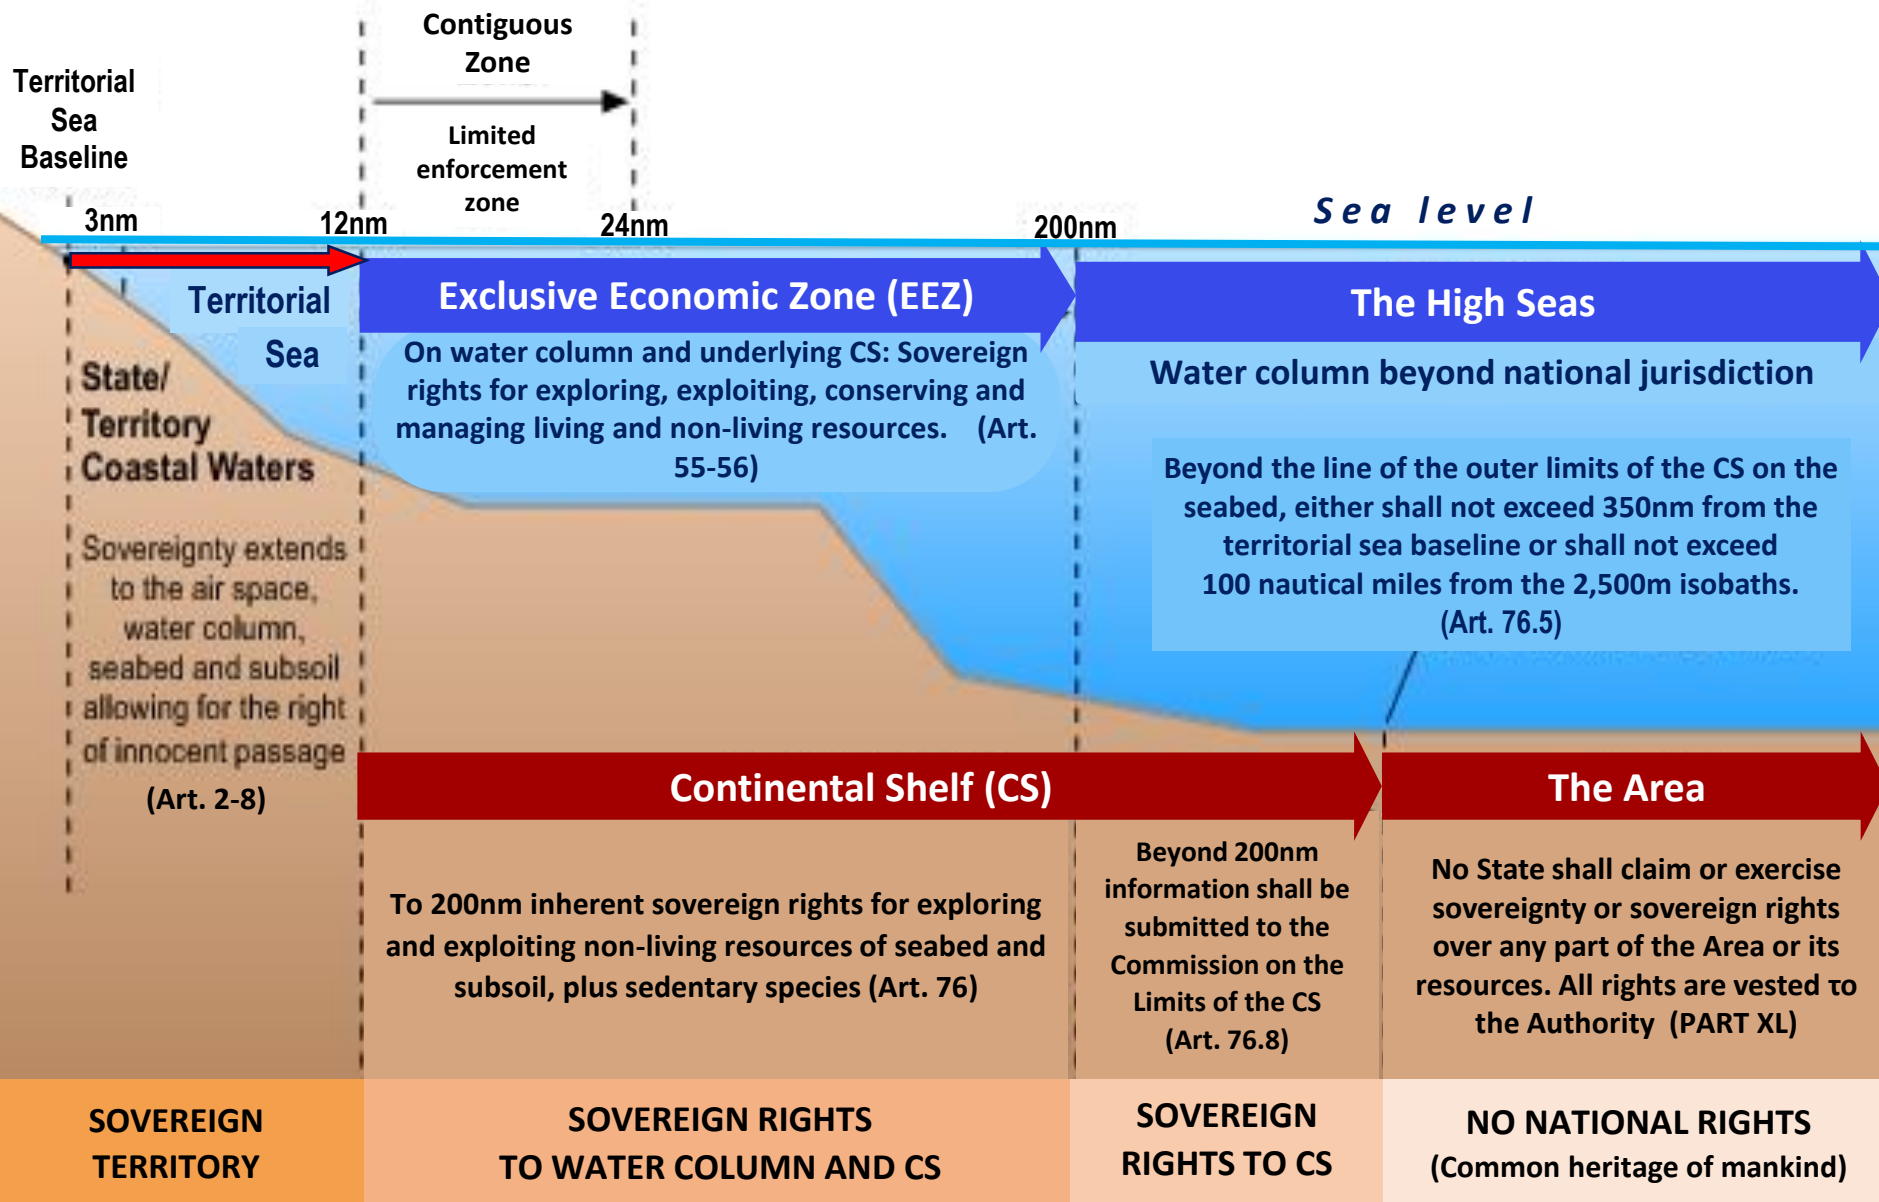 Contiguous
Zone
Limited
enforcement
zone
Territorial
Sea
Baseline
3nm
12nm
24nm
200nm
Sea level
Territorial
Sea
Exclusive Economic Zone (EEZ)
The High Seas
On water column and underlying CS: Sovereign
rights for exploring, exploiting, conserving and
managing living and non-living resources. (Art.
55-56)
Water column beyond national jurisdiction
Beyond the line of the outer limits of the CS on the
seabed, either shall not exceed 350nm from the
territorial sea baseline or shall not exceed
100 nautical miles from the 2,500m isobaths.
(Art. 76.5)
State/
Territory
Coastal Waters
Sovereignty extends
to the air space,
water column,
seabed and subsoil
allowing for the right
of innocent passage
(Art. 2-8)
Continental Shelf (CS)
The Area
To 200nm inherent sovereign rights for exploring
and exploiting non-living resources of seabed and
subsoil, plus sedentary species (Art. 76)
Beyond 200nm
information shall be
submitted to the
Commission on the
Limits of the CS
(Art. 76.8)
No State shall claim or exercise
sovereignty or sovereign rights
over any part of the Area or its
resources. All rights are vested το
the Authority (PART XL)
SOVEREIGN
TERRITORY
SOVEREIGN RIGHTS
TO WATER COLUMN AND CS
SOVEREIGN
RIGHTS TO CS
NO NATIONAL RIGHTS
(Common heritage of mankind)